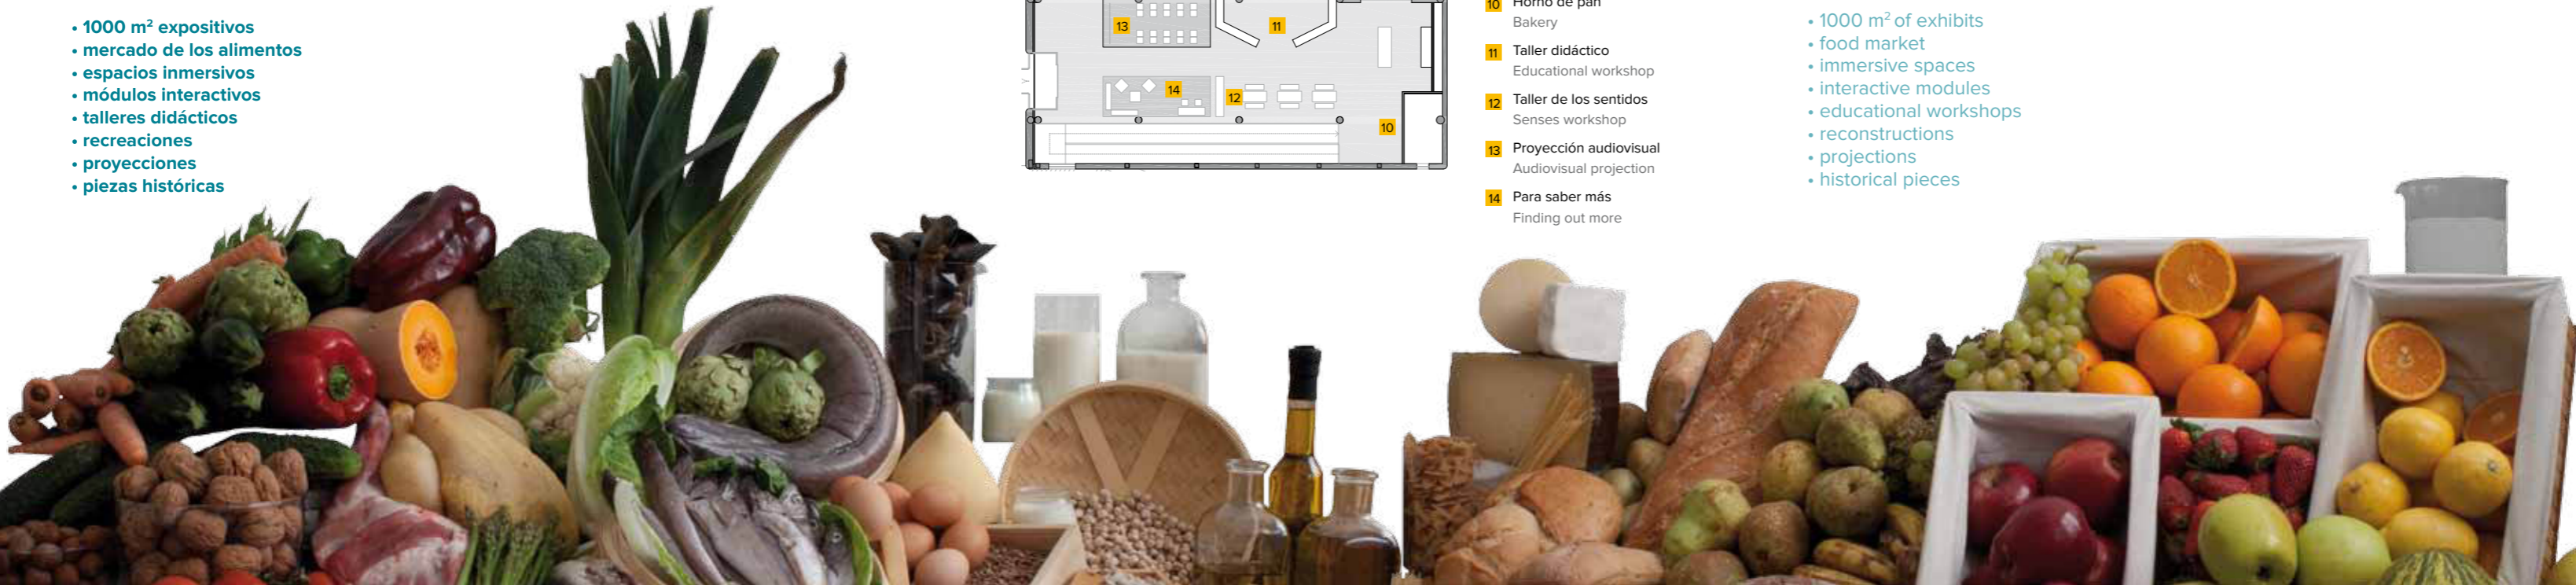 • 1000 m² expositivos
• mercado de los alimentos
• espacios inmersivos
• módulos interactivos
• talleres didácticos
• recreaciones
• proyecciones
• piezas históricas
13
11
14
12
10
10 Horno de pan
Bakery
11 Taller didáctico
Educational workshop
12 Taller de los sentidos
Senses workshop
13 Proyección audiovisual
Audiovisual projection
14 Para saber más
Finding out more
• 1000 m² of exhibits
• food market
• immersive spaces
• interactive modules
• educational workshops
• reconstructions
• projections
• historical pieces